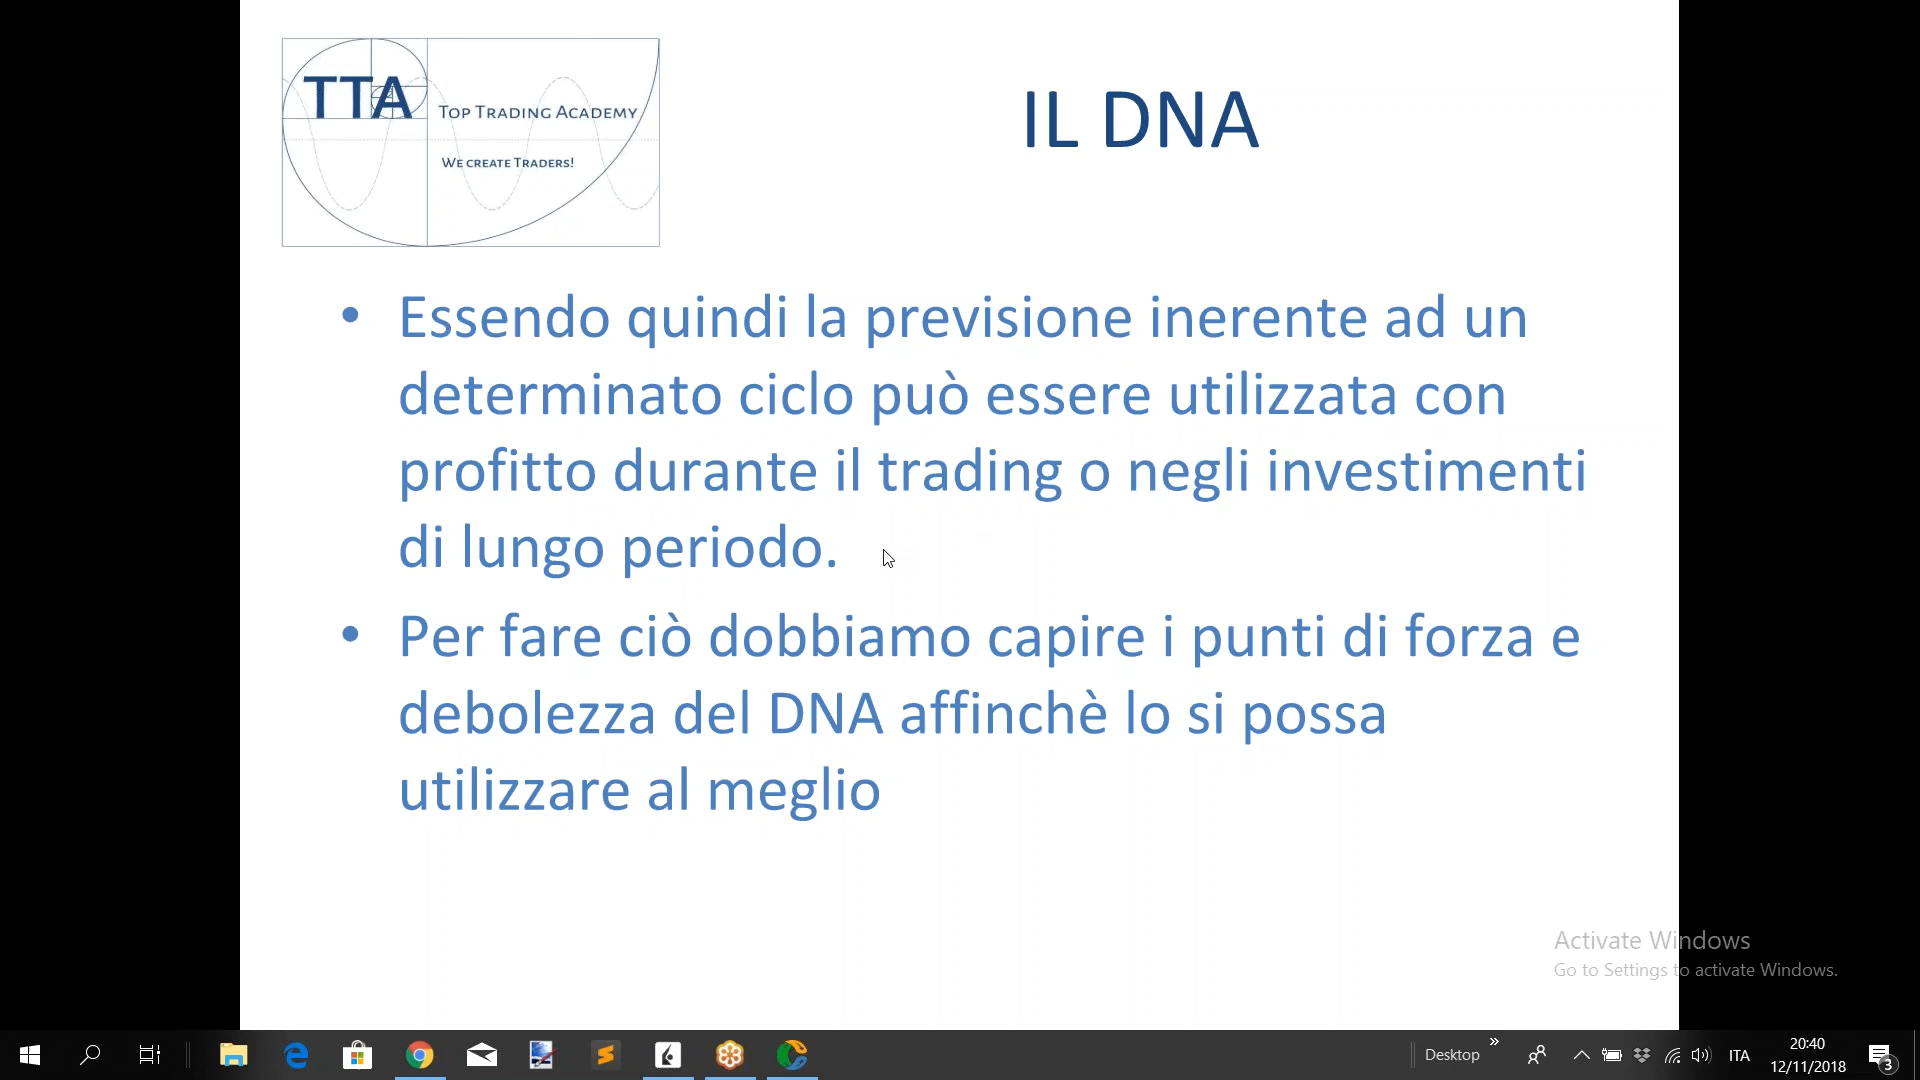 TTA
TOP TRADING ACADEMY
WE CREATE TRADERS!
IL DNA
• Essendo quindi la previsione inerente ad un
determinato ciclo può essere utilizzata con
profitto durante il trading o negli investimenti
di lungo periodo.
• Per fare ciò dobbiamo capire i punti di forza e
debolezza del DNA affinchè lo si possa
utilizzare al meglio
Activate Windows
Go to Settings to activate Windows.
Desktop
ITA
20:40
12/11/2018
3